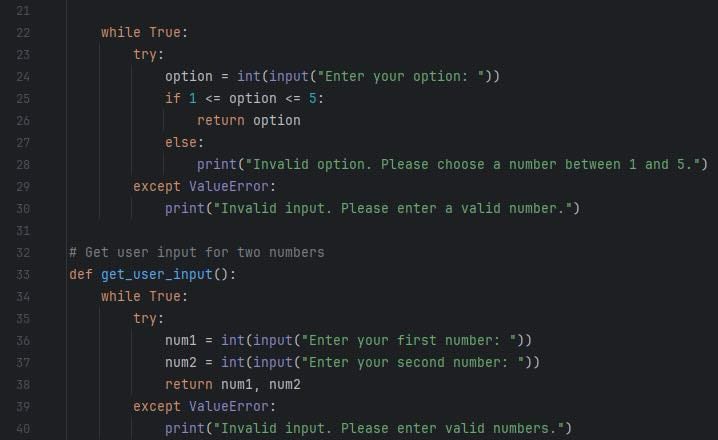 21
22 while True:
23 try:
24 option = int(input("Enter your option: "))
25 if 1 <= option <= 5:
26 return option
27 else:
28 print("Invalid option. Please choose a number between 1 and 5.")
29 except ValueError:
30 print("Invalid input. Please enter a valid number.")
31
32 # Get user input for two numbers
33 def get_user_input():
34 while True:
35 try:
36 num1 = int(input("Enter your first number: "))
37 num2 = int(input("Enter your second number: "))
38 return num1, num2
39 except ValueError:
40 print("Invalid input. Please enter valid numbers.")